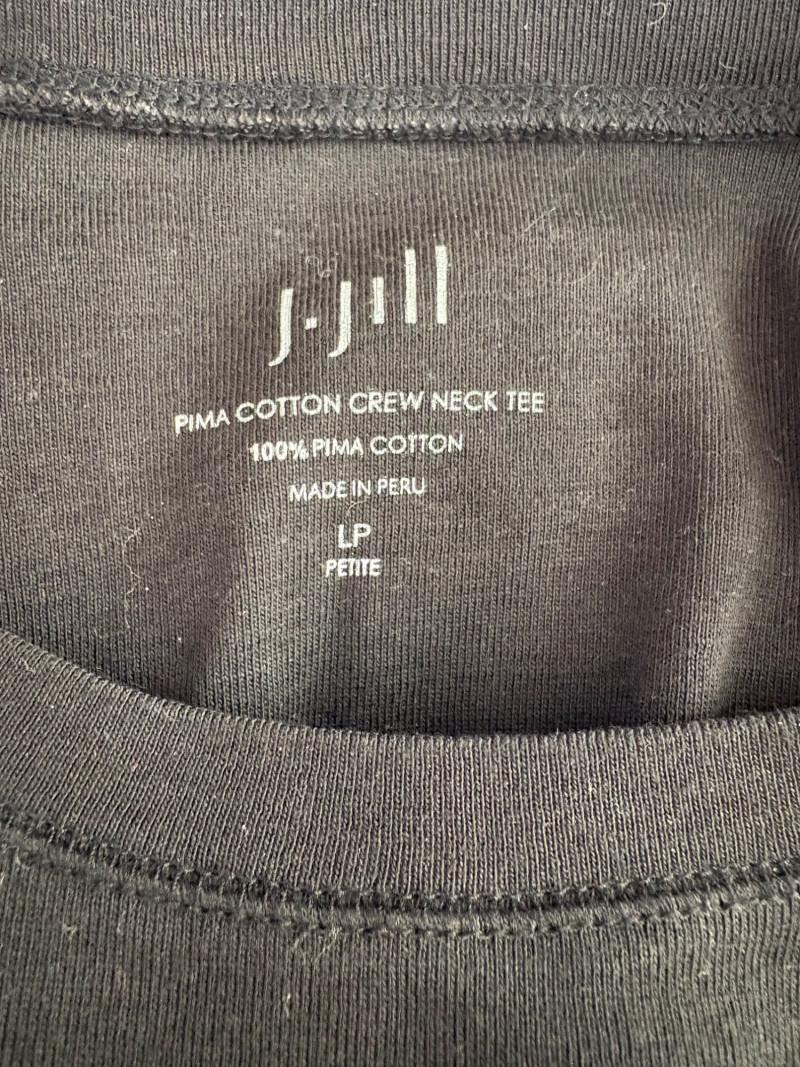 J.Jill
PIMA COTTON CREW NECK TEE
100% PIMA COTTON
MADE IN PERU
LP
PETITE